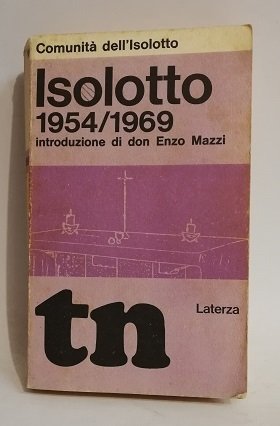 Comunità dell'Isolotto
Isolotto
1954/1969
introduzione di don Enzo Mazzi
tn
Laterza